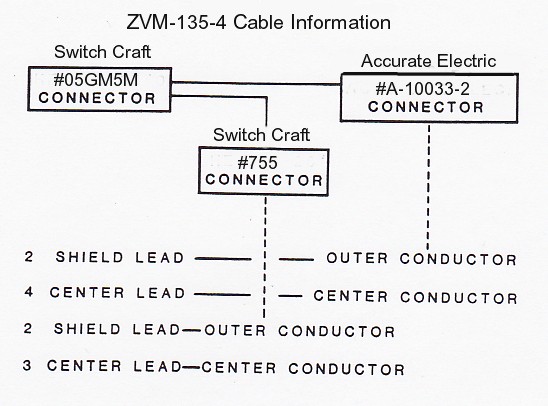 ZVM-135-4 Cable Information
Switch Craft
#05GM5M
CONNECTOR
Accurate Electric
#A-10033-2
CONNECTOR
Switch Craft
#755
CONNECTOR
2 SHIELD LEAD — — OUTER CONDUCTOR
4 CENTER LEAD — — CENTER CONDUCTOR
2 SHIELD LEAD—OUTER CONDUCTOR
3 CENTER LEAD—CENTER CONDUCTOR